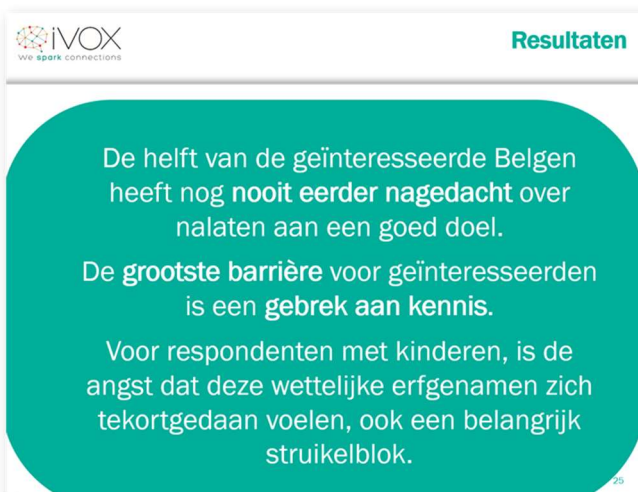 iVOX
We spark connections
Resultaten
De helft van de geïnteresseerde Belgen
heeft nog nooit eerder nagedacht over
nalaten aan een goed doel.
De grootste barrière voor geïnteresseerden
is een gebrek aan kennis.
Voor respondenten met kinderen, is de
angst dat deze wettelijke erfgenamen zich
tekortgedaan voelen, ook een belangrijk
struikelblok.
25